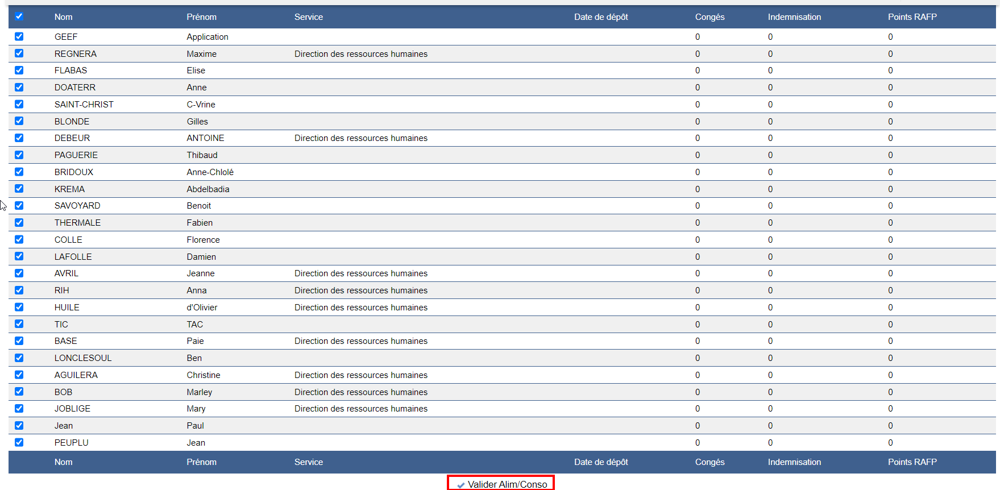 Nom Prénom Service Date de dépôt Congés Indemnisation Points RAFP
GEEF Application 0 0 0
REGNERA Maxime Direction des ressources humaines 0 0 0
FLABAS Elise 0 0 0
DOATERR Anne 0 0 0
SAINT-CHRIST C-Vrine 0 0 0
BLONDE Gilles 0 0 0
DEBEUR ANTOINE Direction des ressources humaines 0 0 0
PAGUERIE Thibaud 0 0 0
BRIDOUX Anne-Chlolé 0 0 0
KREMA Abdelbadia 0 0 0
SAVOYARD Benoit 0 0 0
THERMALE Fabien 0 0 0
COLLE Florence 0 0 0
LAFOLLE Damien 0 0 0
AVRIL Jeanne Direction des ressources humaines 0 0 0
RIH Anna Direction des ressources humaines 0 0 0
HUILE d'Olivier Direction des ressources humaines 0 0 0
TIC TAC 0 0 0
BASE Paie Direction des ressources humaines 0 0 0
LONCLESOUL Ben 0 0 0
AGUILERA Christine Direction des ressources humaines 0 0 0
BOB Marley Direction des ressources humaines 0 0 0
JOBLIGE Mary Direction des ressources humaines 0 0 0
Jean Paul 0 0 0
PEUPLU Jean 0 0 0
Nom Prénom Service Date de dépôt Congés Indemnisation Points RAFP
Valider Alim/Conso